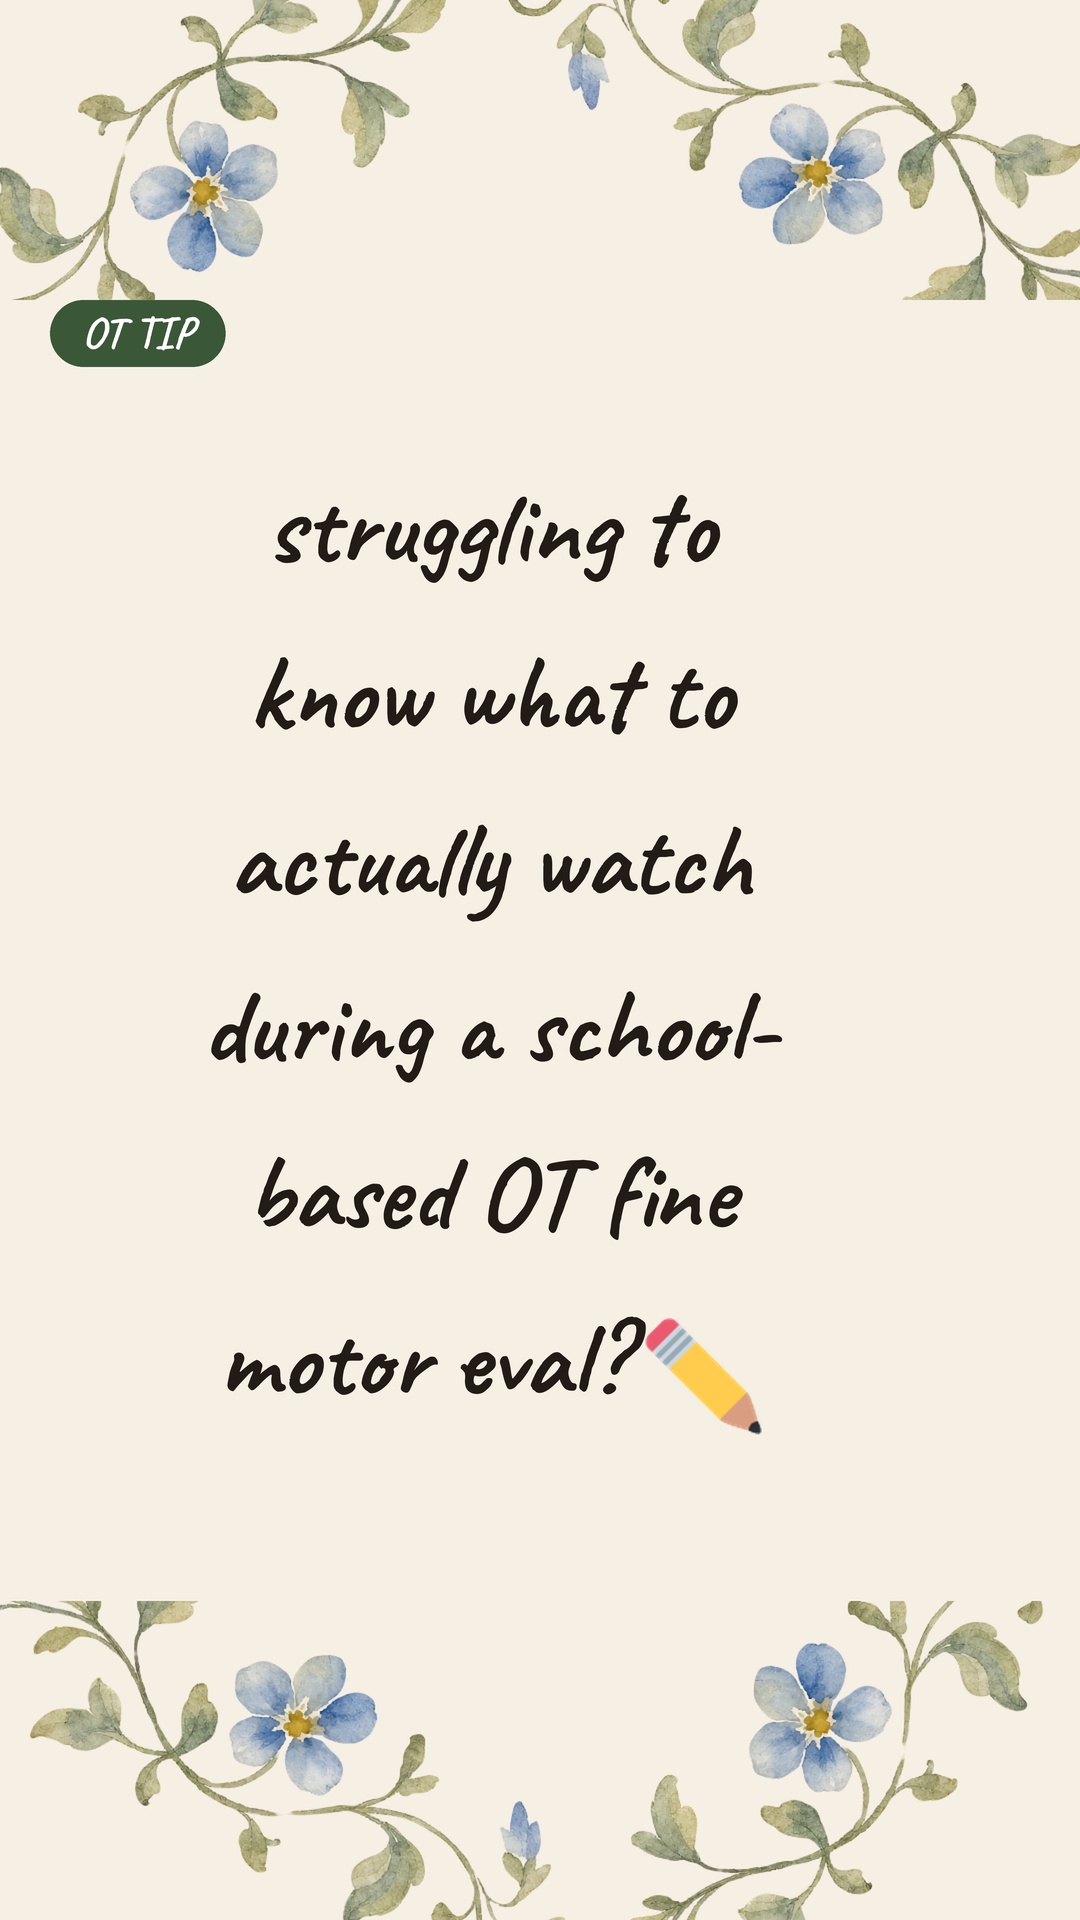 OT TIP
struggling to
know what to
actually watch
during a school-
based OT fine
motor eval?✏️